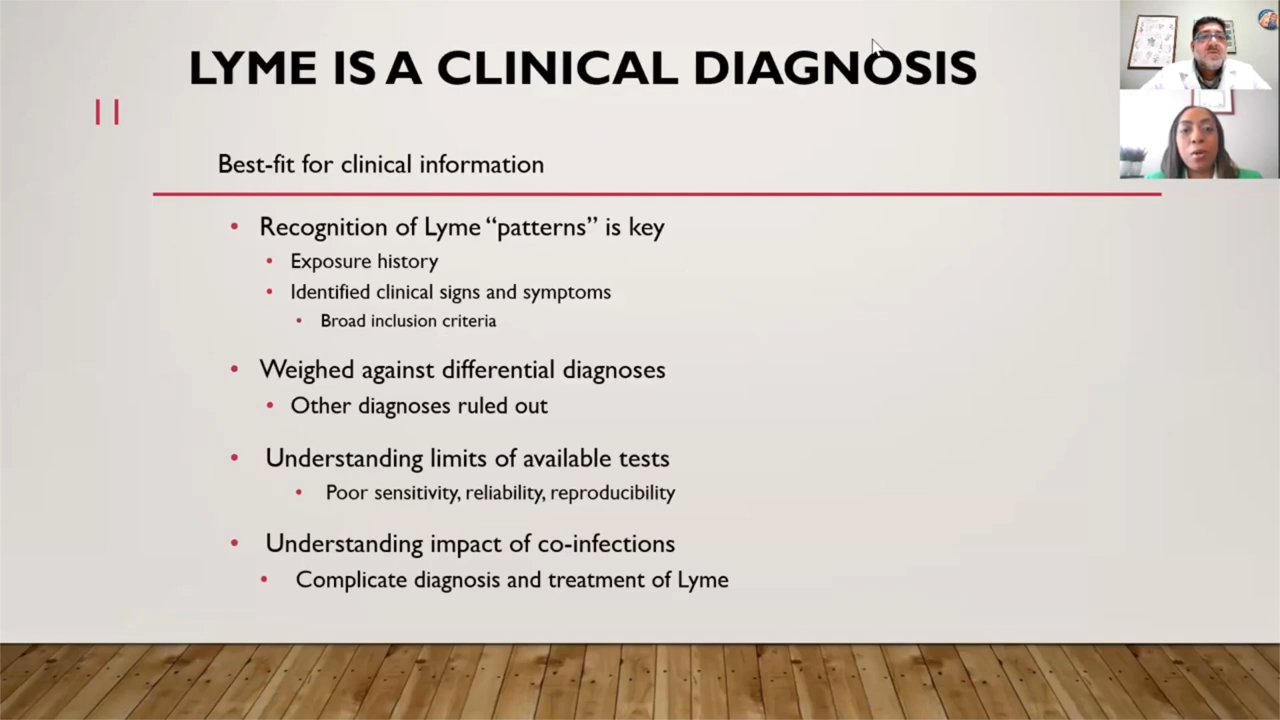 LYME IS A CLINICAL DIAGNOSIS
Best-fit for clinical information
• Recognition of Lyme “patterns” is key
• Exposure history
• Identified clinical signs and symptoms
• Broad inclusion criteria
• Weighed against differential diagnoses
• Other diagnoses ruled out
• Understanding limits of available tests
• Poor sensitivity, reliability, reproducibility
• Understanding impact of co-infections
• Complicate diagnosis and treatment of Lyme